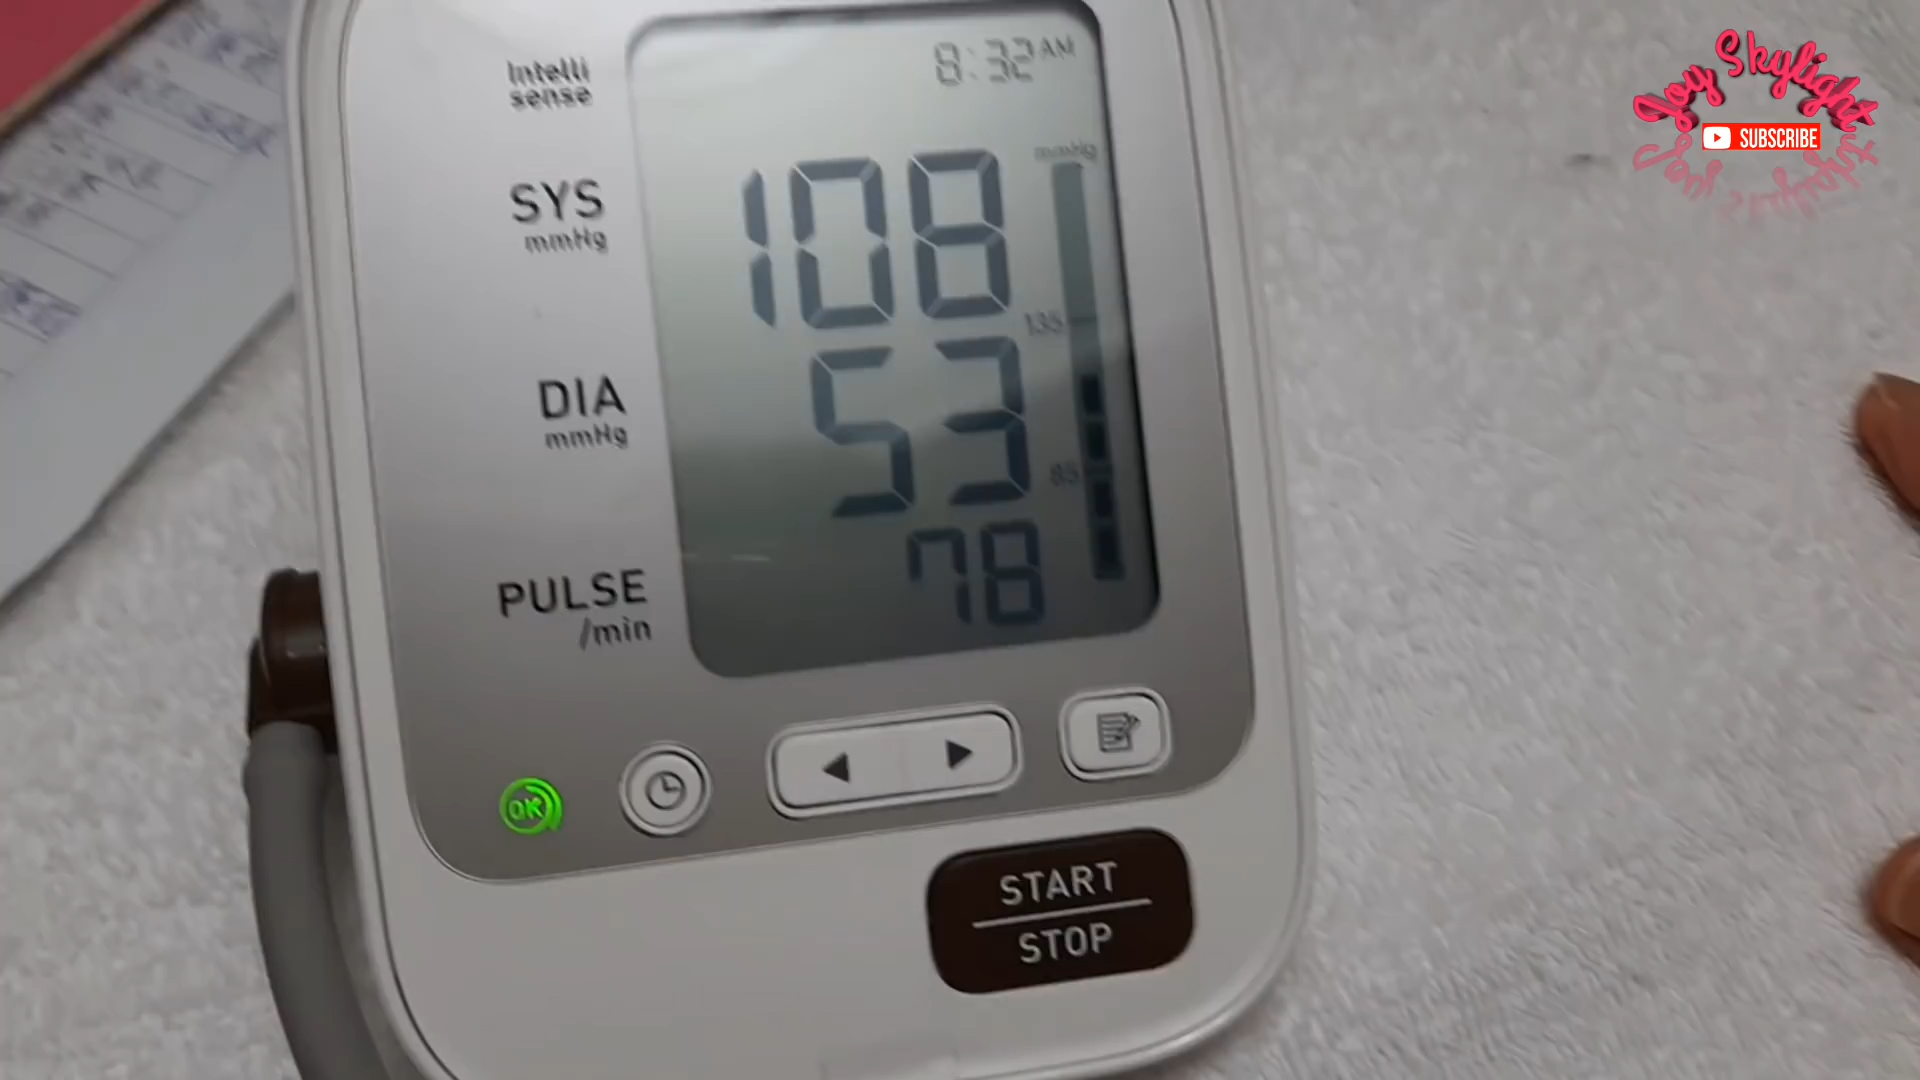 Joy Skylight
SUBSCRIBE
Intelli
sense
8:32 AM
mmHg
SYS
mmHg
108
135
DIA
mmHg
53
85
PULSE
/min
78
OK
START
STOP